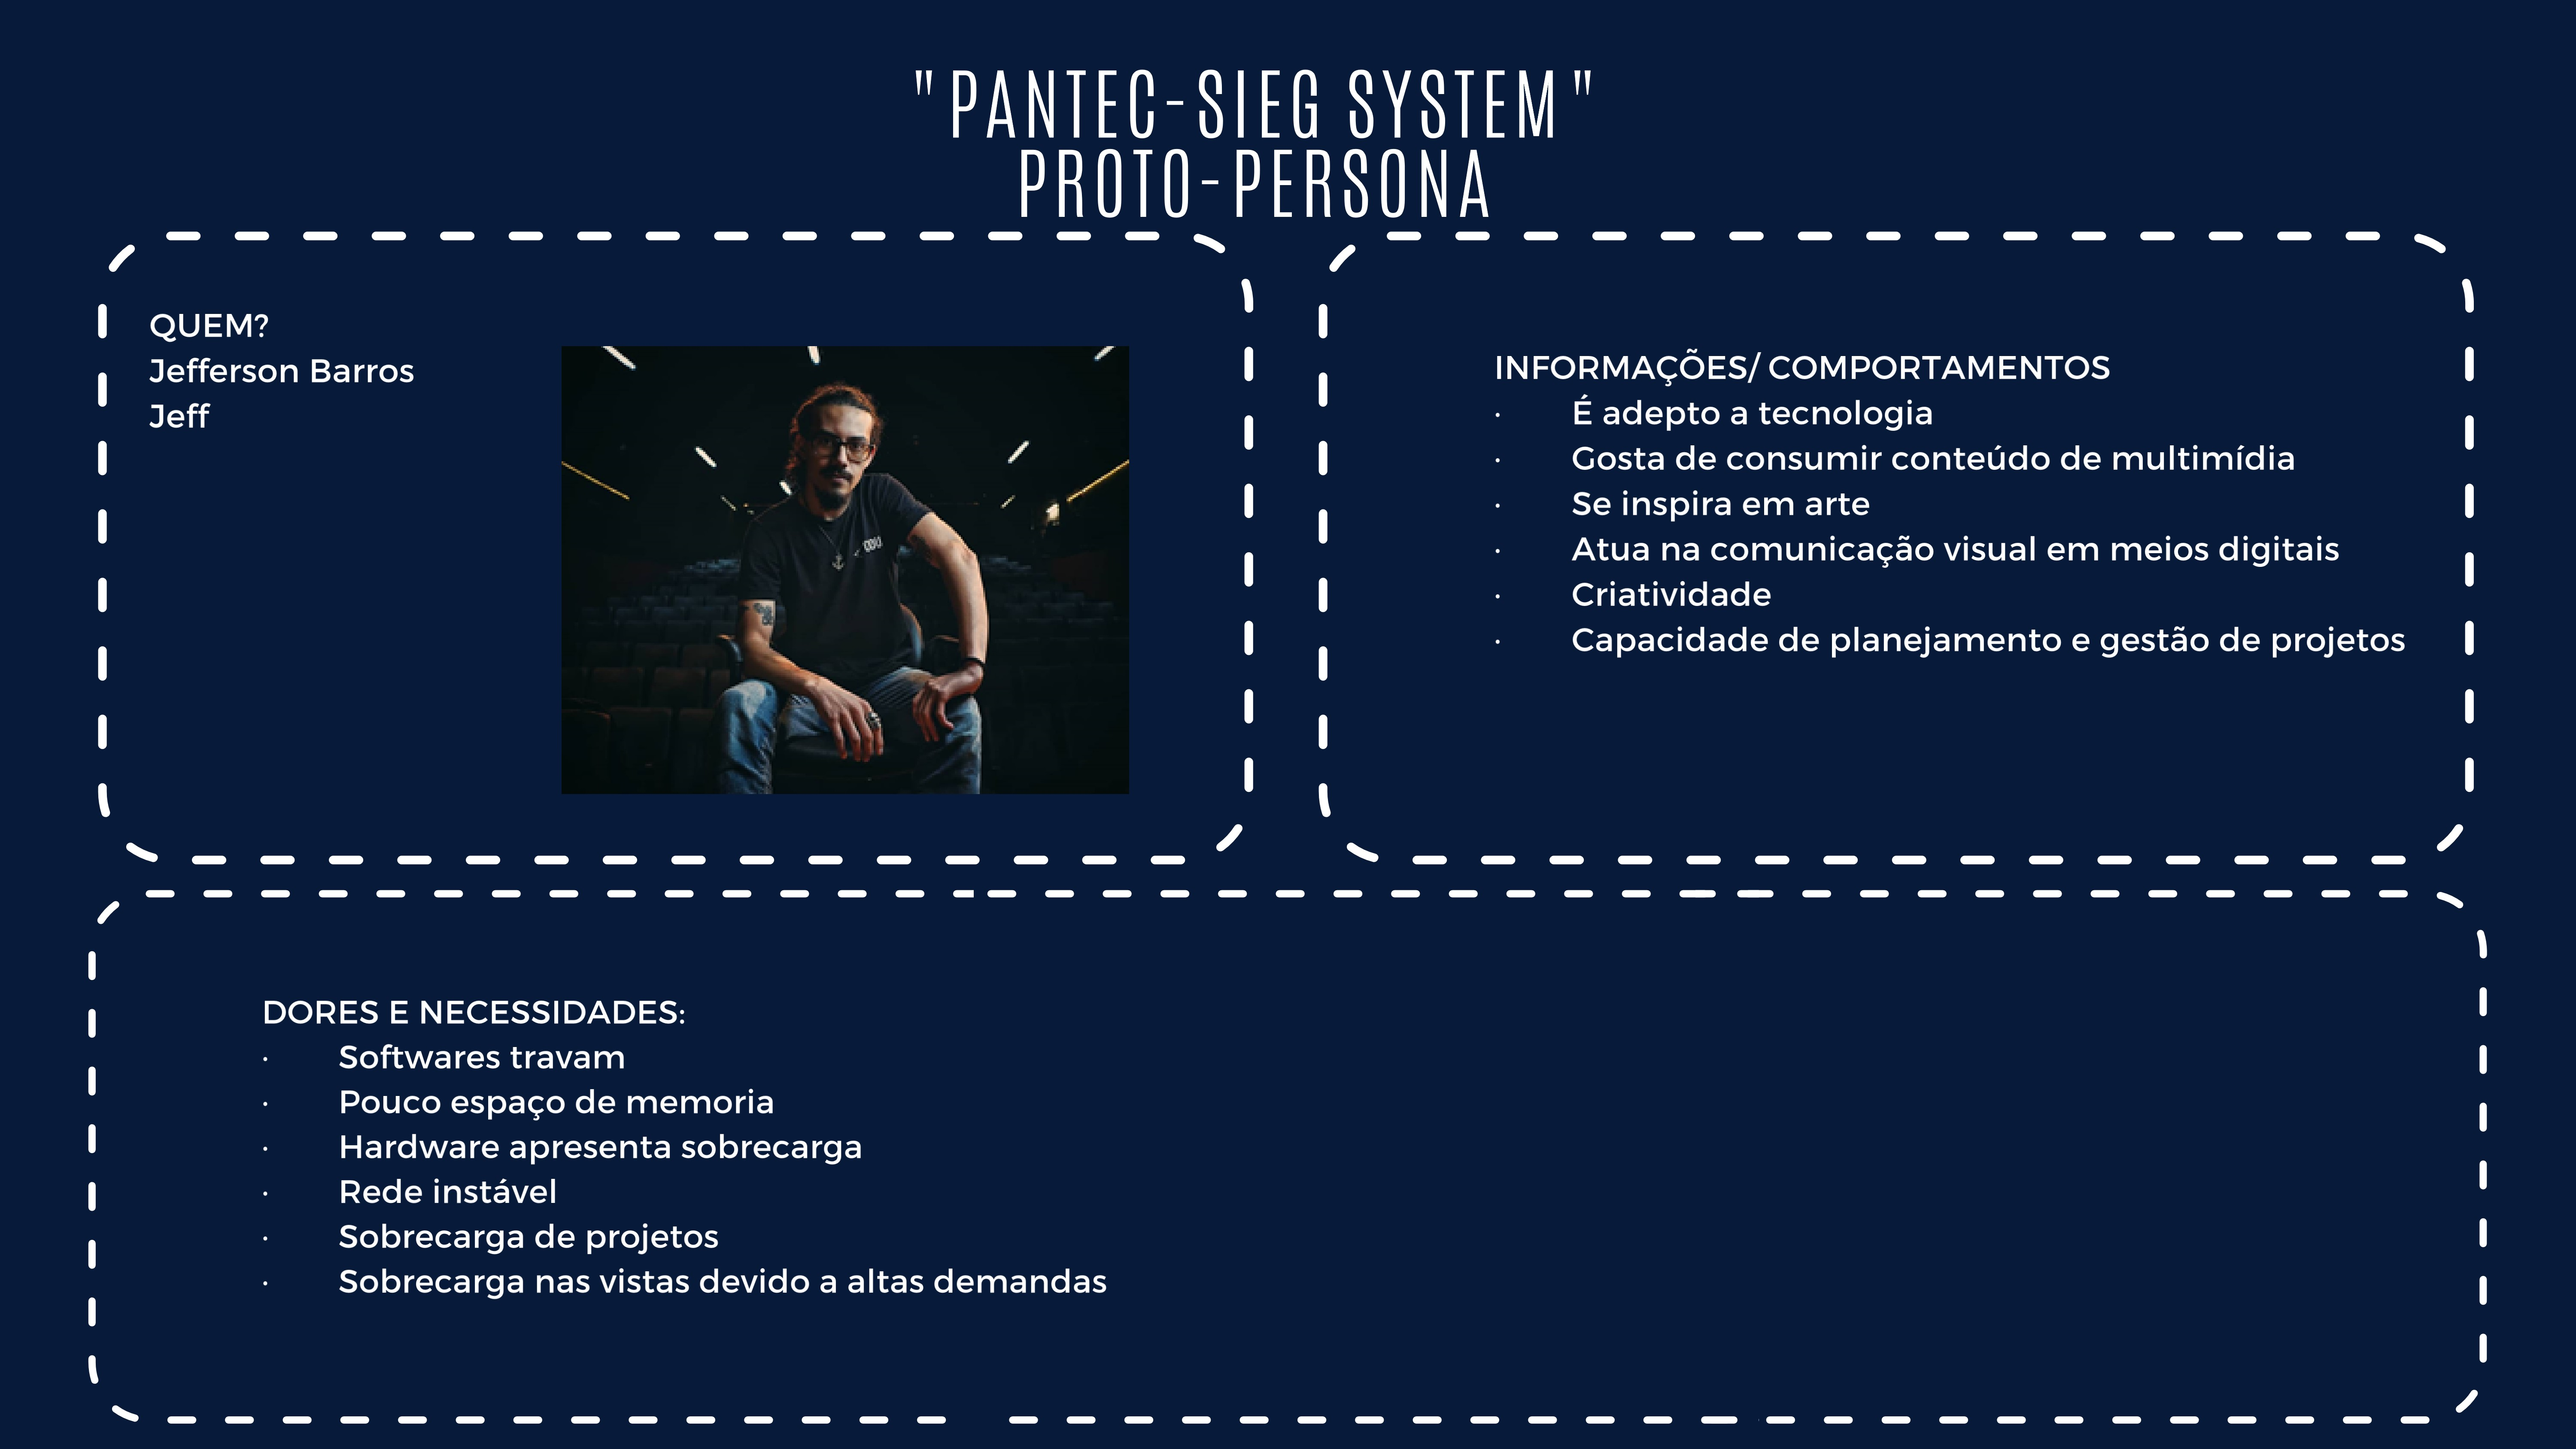 "PANTEC-SIEG SYSTEM"
PROTO-PERSONA
QUEM?
Jefferson Barros
Jeff
INFORMAÇÕES/ COMPORTAMENTOS
· É adepto a tecnologia
· Gosta de consumir conteúdo de multimídia
· Se inspira em arte
· Atua na comunicação visual em meios digitais
· Criatividade
· Capacidade de planejamento e gestão de projetos
DORES E NECESSIDADES:
· Softwares travam
· Pouco espaço de memoria
· Hardware apresenta sobrecarga
· Rede instável
· Sobrecarga de projetos
· Sobrecarga nas vistas devido a altas demandas